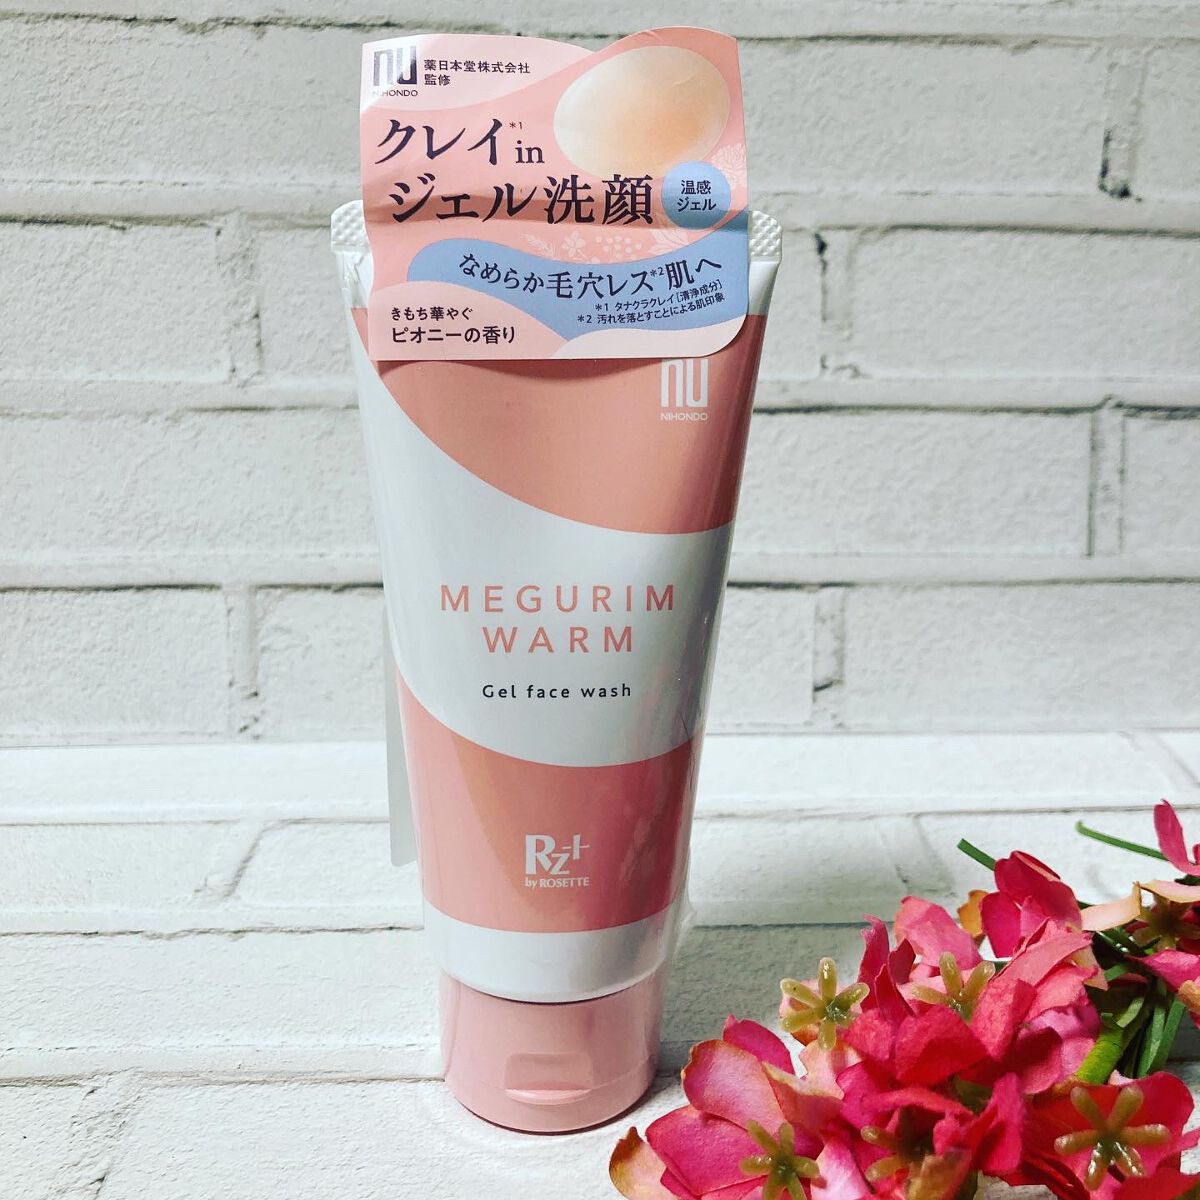 nu
NIHONDO
薬日本堂株式会社
監修
クレイ*1 in
ジェル洗顔
温感
ジェル
なめらか毛穴レス*2肌へ
*1 タナクラクレイ[清浄成分]
*2 汚れを落とすことによる肌印象
きもち華やぐ
ピオニーの香り
nu
NIHONDO
MEGURIM
WARM
Gel face wash
Rz+
by ROSETTE